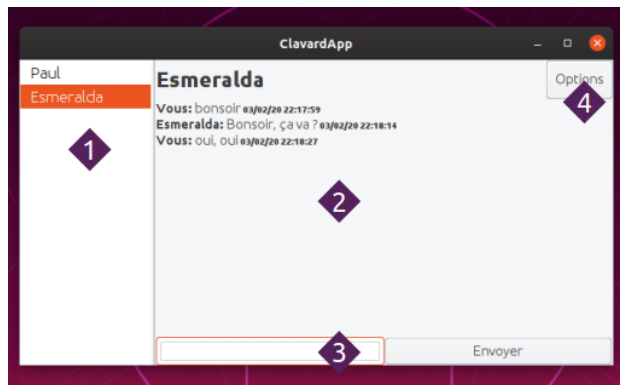 ClavardApp
Paul
Esmeralda
1
Esmeralda
Options
4
Vous: bonsoir 03/02/20 22:17:59
Esmeralda: Bonsoir, ça va ? 03/02/20 22:18:14
Vous: oui, oui 03/02/20 22:18:27
2
3
Envoyer